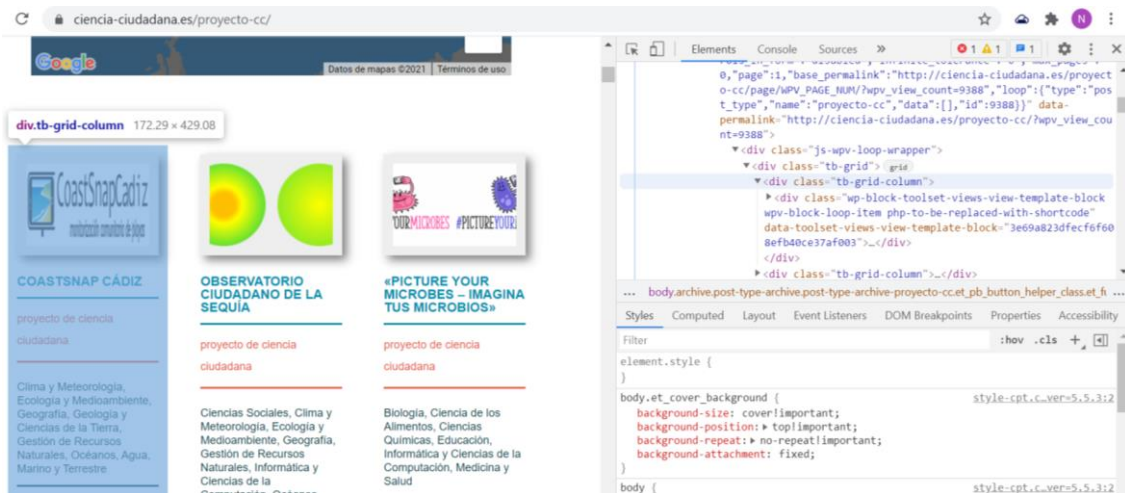 ciencia-ciudadana.es/proyecto-cc/
N
Google
Datos de mapas ©2021 Términos de uso
div.tb-grid-column 172.29 × 429.08
CoastSnapCadiz
monitorización comunitaria de playas
COASTSNAP CÁDIZ
proyecto de ciencia
ciudadana
Clima y Meteorología,
Ecología y Medioambiente,
Geografía, Geología y
Ciencias de la Tierra,
Gestión de Recursos
Naturales, Océanos, Agua,
Marino y Terrestre
OBSERVATORIO
CIUDADANO DE LA
SEQUÍA
proyecto de ciencia
ciudadana
Ciencias Sociales, Clima y
Meteorología, Ecología y
Medioambiente, Geografía,
Gestión de Recursos
Naturales, Informática y
Ciencias de la
Computación, Océanos,
OURMICROBES #PICTUREYOUR
«PICTURE YOUR
MICROBES – IMAGINA
TUS MICROBIOS»
proyecto de ciencia
ciudadana
Biología, Ciencia de los
Alimentos, Ciencias
Químicas, Educación,
Informática y Ciencias de la
Computación, Medicina y
Salud
Elements Console Sources » 1 1 1
0,"page":1,"base_permalink":"http://ciencia-ciudadana.es/proyect
o-cc/page/WPV_PAGE_NUM/?wpv_view_count=9388","loop":{"type":"pos
t_type","name":"proyecto-cc","data":[],"id":9388}}" data-
permalink="http://ciencia-ciudadana.es/proyecto-cc/?wpv_view_cou
nt=9388">
▼<div class="js-wpv-loop-wrapper">
▼<div class="tb-grid"> grid
▼<div class="tb-grid-column">
▶<div class="wp-block-toolset-views-view-template-block
wpv-block-loop-item php-to-be-replaced-with-shortcode"
data-toolset-views-view-template-block="3e69a823dfecf6f60
8efb40ce37af003">…</div>
</div>
▶<div class="tb-grid-column">…</div>
... body.archive.post-type-archive.post-type-archive-proyecto-cc.et_pb_button_helper_class.et_fi ...
Styles Computed Layout Event Listeners DOM Breakpoints Properties Accessibility
Filter :hov .cls +
element.style {
}
body.et_cover_background { style-cpt.c…ver=5.5.3:2
background-size: cover!important;
background-position: ▶ top!important;
background-repeat: ▶ no-repeat!important;
background-attachment: fixed;
}
body { style-cpt.c…ver=5.5.3:2